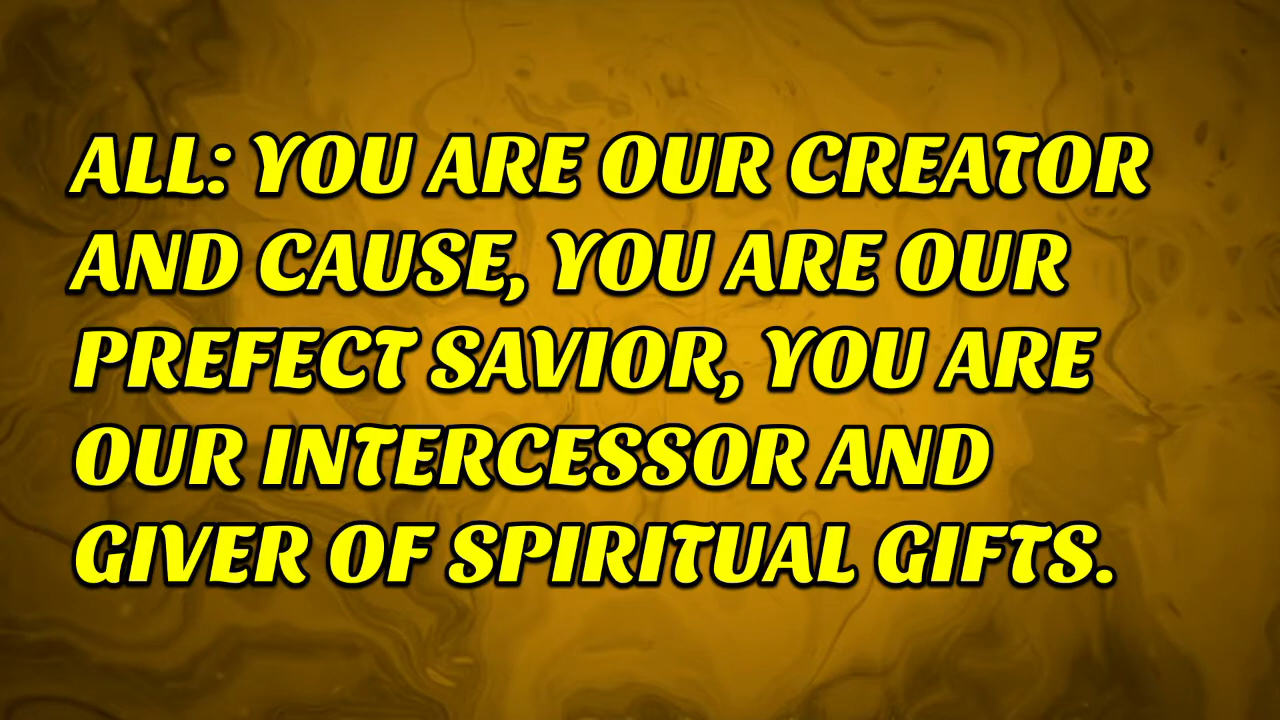 ALL: YOU ARE OUR CREATOR
AND CAUSE, YOU ARE OUR
PREFECT SAVIOR, YOU ARE
OUR INTERCESSOR AND
GIVER OF SPIRITUAL GIFTS.